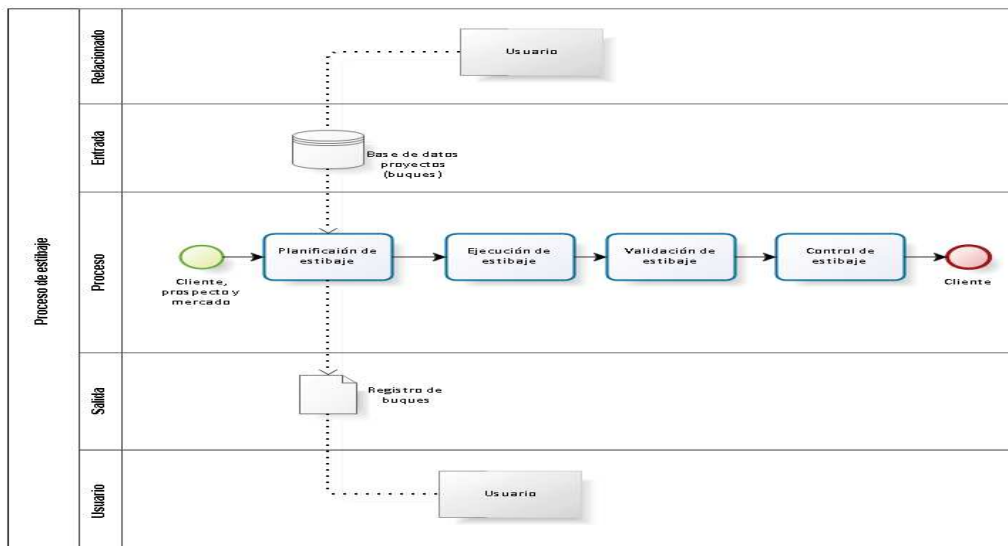 Proceso de estibaje
Relacionado
Usuario
Entrada
Base de datos
proyectos
(buques)
Proceso
Cliente,
prospecto y
mercado
Planificaión de
estibaje
Ejecución de
estibaje
Validación de
estibaje
Control de
estibaje
Cliente
Salida
Registro de
buques
Usuario
Usuario